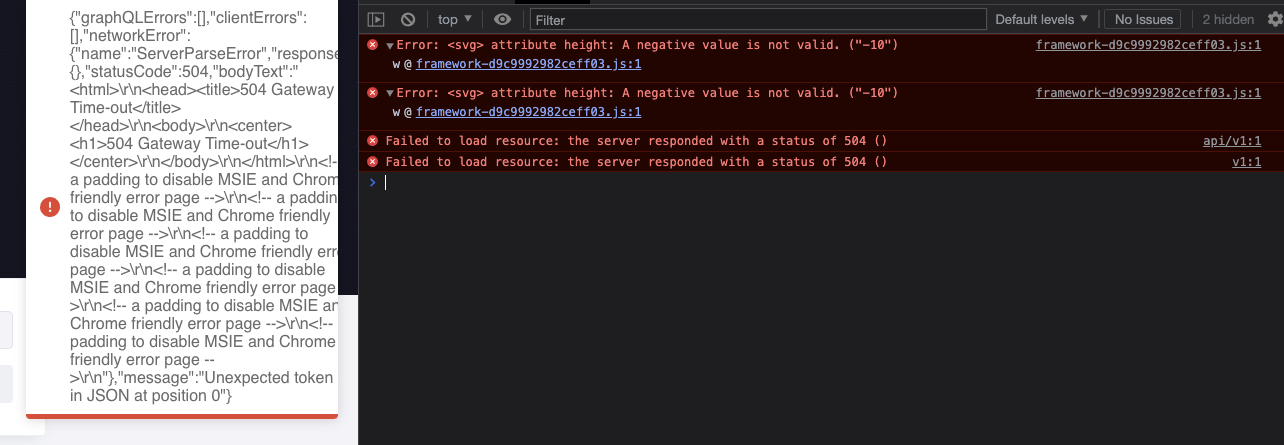 {"graphQLErrors":[],"clientErrors":
[],"networkError":
{"name":"ServerParseError","response
{},"statusCode":504,"bodyText":"
<html>\r\n<head><title>504 Gateway
Time-out</title>
</head>\r\n<body>\r\n<center>
<h1>504 Gateway Time-out</h1>
</center>\r\n</body>\r\n</html>\r\n<!-
a padding to disable MSIE and Chrom
friendly error page -->\r\n<!-- a paddin
to disable MSIE and Chrome friendly
error page -->\r\n<!-- a padding to
disable MSIE and Chrome friendly err
page -->\r\n<!-- a padding to disable
MSIE and Chrome friendly error page
>\r\n<!-- a padding to disable MSIE an
Chrome friendly error page -->\r\n<!--
padding to disable MSIE and Chrome
friendly error page --
>\r\n"},"message":"Unexpected token
in JSON at position 0"}
top Filter Default levels No Issues 2 hidden
Error: <svg> attribute height: A negative value is not valid. ("-10") framework-d9c9992982ceff03.js:1
w @ framework-d9c9992982ceff03.js:1
Error: <svg> attribute height: A negative value is not valid. ("-10") framework-d9c9992982ceff03.js:1
w @ framework-d9c9992982ceff03.js:1
Failed to load resource: the server responded with a status of 504 () api/v1:1
Failed to load resource: the server responded with a status of 504 () v1:1